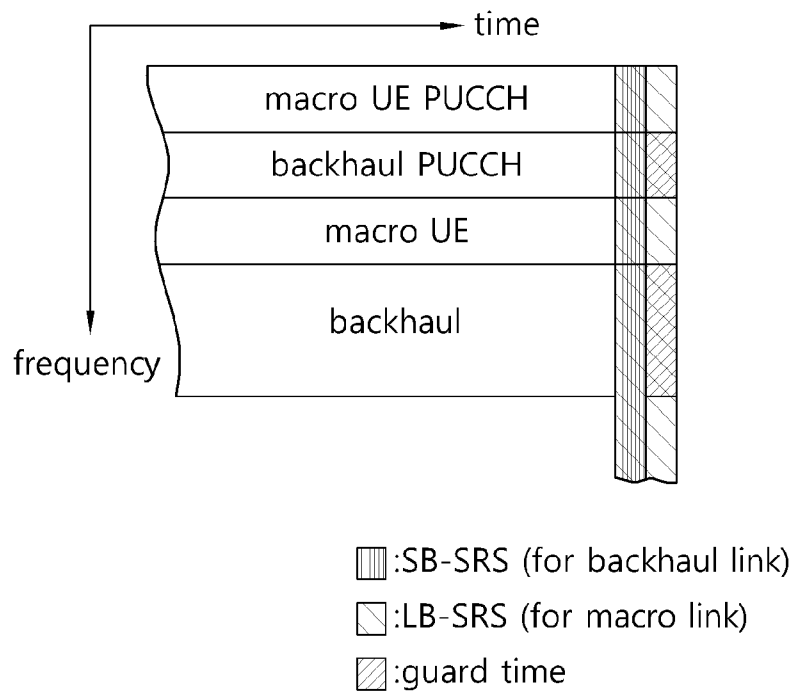 time
macro UE PUCCH
backhaul PUCCH
macro UE
backhaul
frequency
:SB-SRS (for backhaul link)
:LB-SRS (for macro link)
:guard time